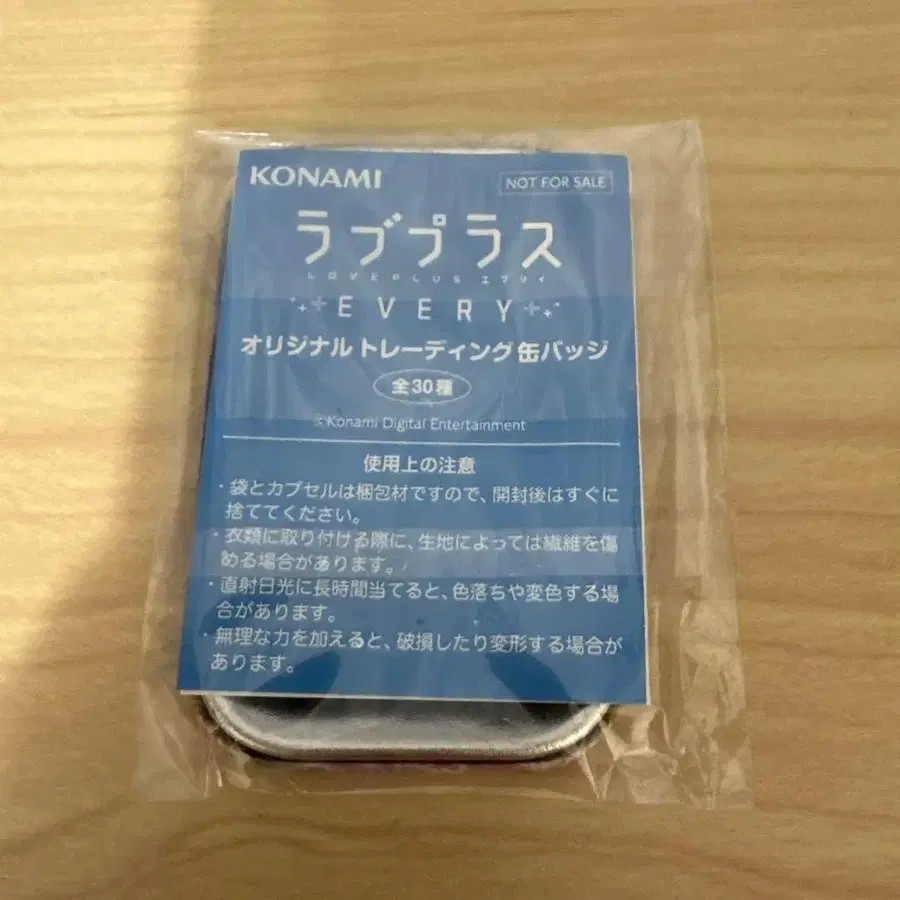 KONAMI
NOT FOR SALE
ラブプラス
LOVEPLUS エブリィ
EVERY
オリジナル トレーディング 缶バッジ
全30種
©Konami Digital Entertainment
使用上の注意
・袋とカプセルは梱包材ですので、開封後はすぐに
捨ててください。
・衣類に取り付ける際に、生地によっては繊維を傷
める場合があります。
・直射日光に長時間当てると、色落ちや変色する場
合があります。
・無理な力を加えると、破損したり変形する場合が
あります。